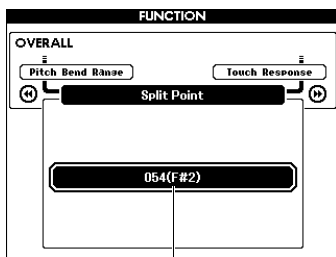 FUNCTION
OVERALL
Pitch Bend Range
Touch Response
Split Point
054(F#2)